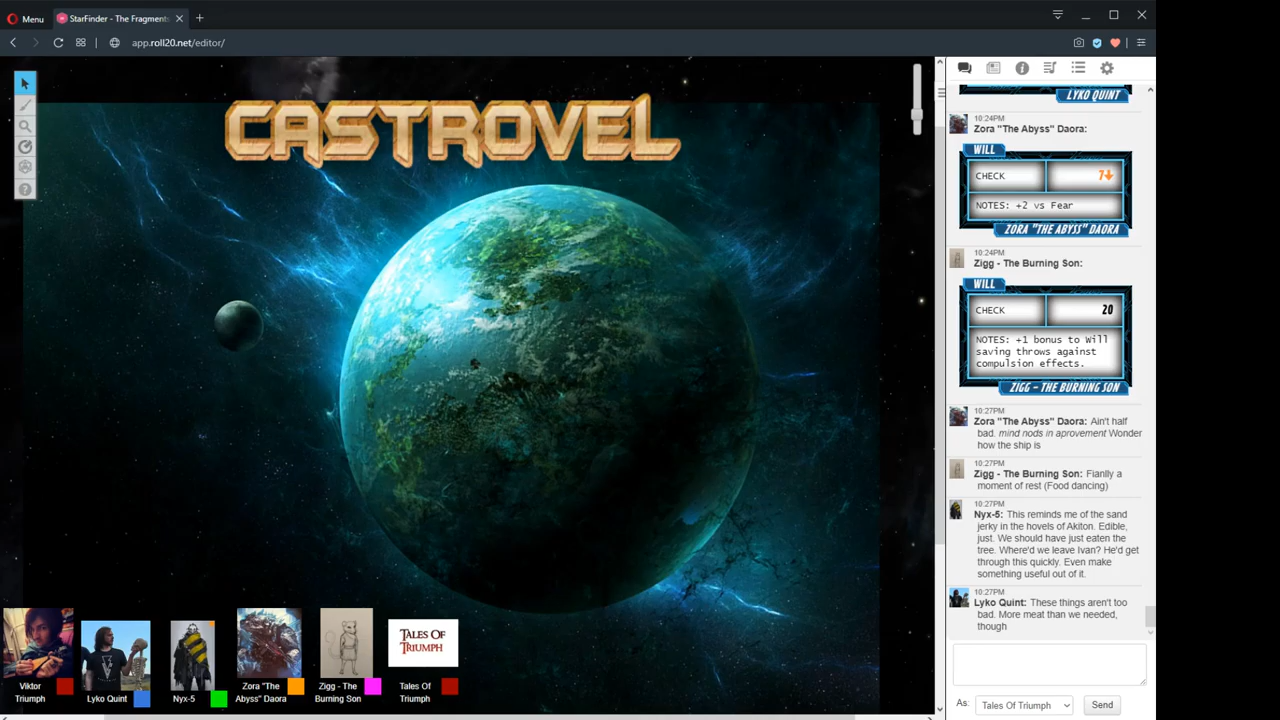 Menu
StarFinder - The Fragments
app.roll20.net/editor/
CASTROVEL
LYKO QUINT
10:24PM
Zora "The Abyss" Daora:
WILL
CHECK
7
NOTES: +2 vs Fear
ZORA "THE ABYSS" DAORA
10:24PM
Zigg - The Burning Son:
WILL
CHECK
20
NOTES: +1 bonus to Will
saving throws against
compulsion effects.
ZIGG - THE BURNING SON
10:27PM
Zora "The Abyss" Daora: Ain't half
bad. mind nods in aprovement Wonder
how the ship is
10:27PM
Zigg - The Burning Son: Fianlly a
moment of rest (Food dancing)
10:27PM
Nyx-5: This reminds me of the sand
jerky in the hovels of Akiton. Edible,
just. We should have just eaten the
tree. Where'd we leave Ivan? He'd get
through this quickly. Even make
something useful out of it.
10:27PM
Lyko Quint: These things aren't too
bad. More meat than we needed,
though
TALES OF
TRIUMPH
Viktor
Triumph
Lyko Quint
Nyx-5
Zora "The
Abyss" Daora
Zigg - The
Burning Son
Tales Of
Triumph
As:
Tales Of Triumph
Send